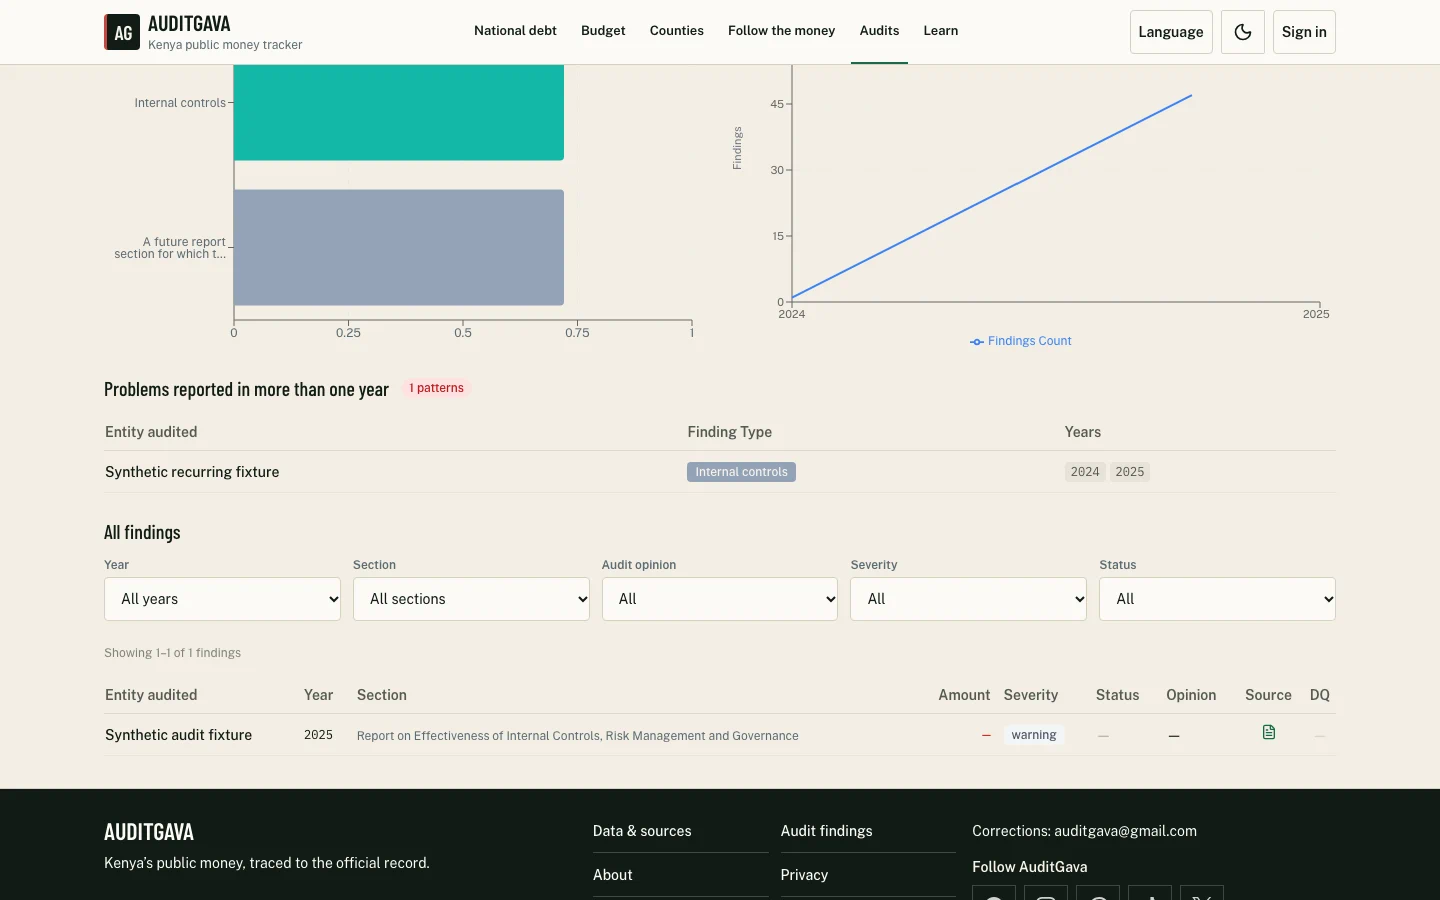 AG
AUDITGAVA
Kenya public money tracker
National debt
Budget
Counties
Follow the money
Audits
Learn
Language
Sign in
Internal controls
A future report
section for which t...
0
0.25
0.5
0.75
1
Findings
45
30
15
0
2024
2025
Findings Count
Problems reported in more than one year
1 patterns
Entity audited
Finding Type
Years
Synthetic recurring fixture
Internal controls
2024
2025
All findings
Year
Section
Audit opinion
Severity
Status
All years
All sections
All
All
All
Showing 1–1 of 1 findings
Entity audited
Year
Section
Amount
Severity
Status
Opinion
Source
DQ
Synthetic audit fixture
2025
Report on Effectiveness of Internal Controls, Risk Management and Governance
—
warning
—
—
—
AUDITGAVA
Kenya’s public money, traced to the official record.
Data & sources
Audit findings
About
Privacy
Corrections: auditgava@gmail.com
Follow AuditGava